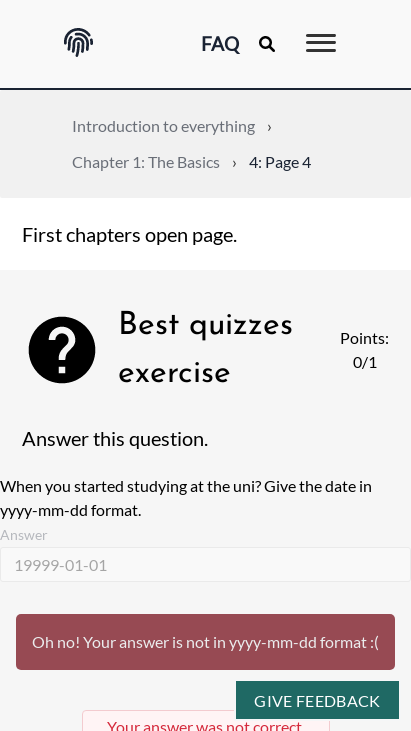 FAQ
Introduction to everything ›
Chapter 1: The Basics › 4: Page 4
First chapters open page.
Best quizzes
exercise
Points:
0/1
Answer this question.
When you started studying at the uni? Give the date in
yyyy-mm-dd format.
Answer
19999-01-01
Oh no! Your answer is not in yyyy-mm-dd format :(
GIVE FEEDBACK
Your answer was not correct